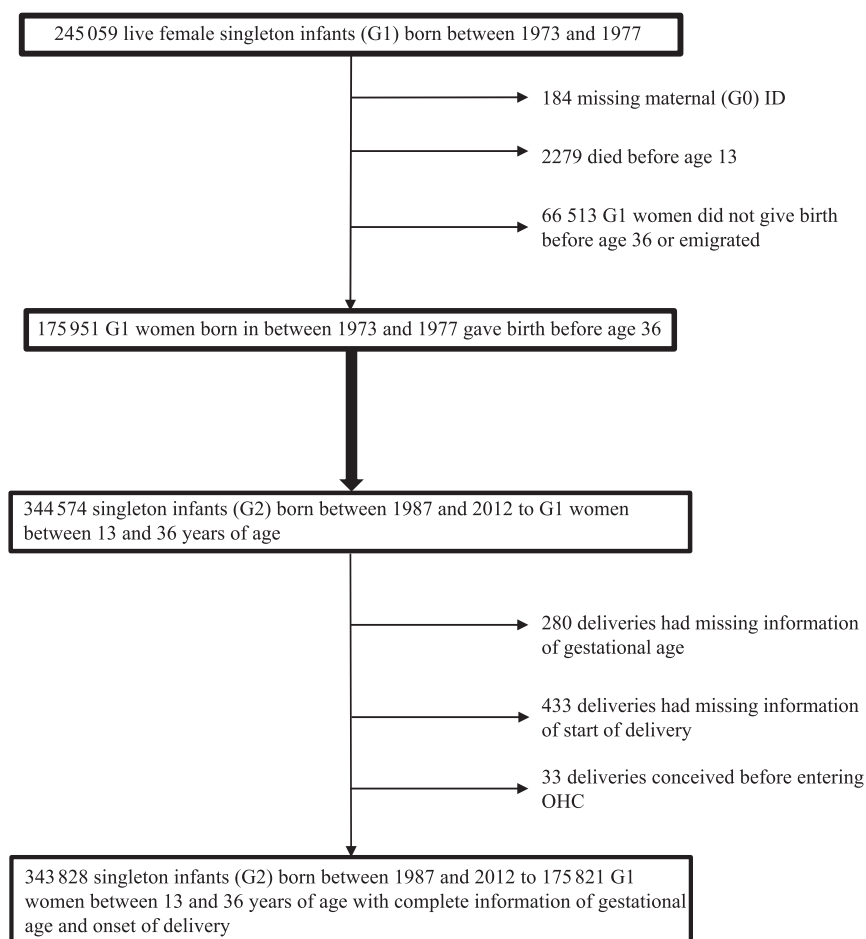 245 059 live female singleton infants (G1) born between 1973 and 1977
184 missing maternal (G0) ID
2279 died before age 13
66 513 G1 women did not give birth
before age 36 or emigrated
175 951 G1 women born in between 1973 and 1977 gave birth before age 36
344 574 singleton infants (G2) born between 1987 and 2012 to G1 women
between 13 and 36 years of age
280 deliveries had missing information
of gestational age
433 deliveries had missing information
of start of delivery
33 deliveries conceived before entering
OHC
343 828 singleton infants (G2) born between 1987 and 2012 to 175 821 G1
women between 13 and 36 years of age with complete information of gestational
age and onset of delivery